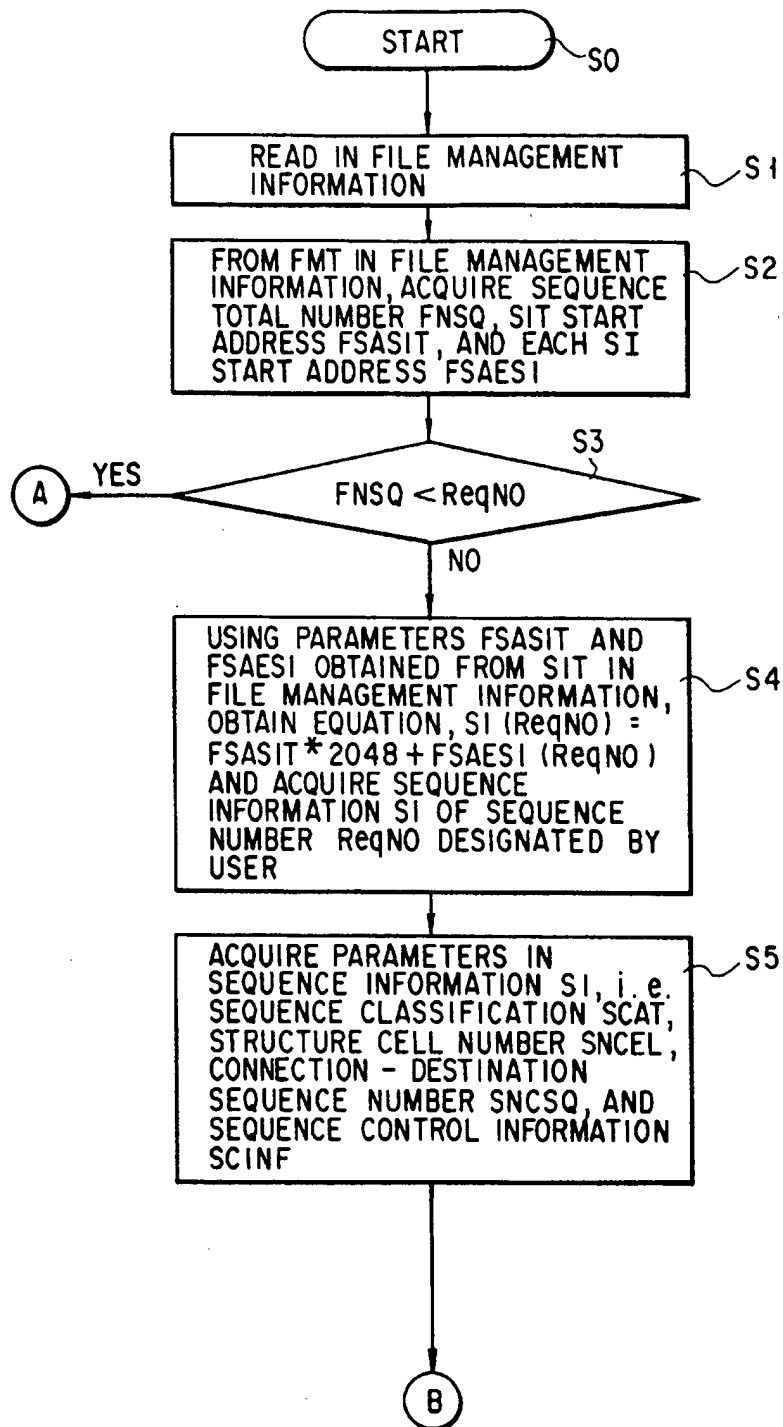 START
S0
READ IN FILE MANAGEMENT
INFORMATION
S1
FROM FMT IN FILE MANAGEMENT
INFORMATION, ACQUIRE SEQUENCE
TOTAL NUMBER FNSQ, SIT START
ADDRESS FSASIT, AND EACH SI
START ADDRESS FSAESI
S2
S3
A
YES
FNSQ < ReqNO
NO
USING PARAMETERS FSASIT AND
FSAESI OBTAINED FROM SIT IN
FILE MANAGEMENT INFORMATION,
OBTAIN EQUATION, SI (ReqNO) =
FSASIT * 2048 + FSAESI (ReqNO)
AND ACQUIRE SEQUENCE
INFORMATION SI OF SEQUENCE
NUMBER ReqNO DESIGNATED BY
USER
S4
ACQUIRE PARAMETERS IN
SEQUENCE INFORMATION SI, i.e.
SEQUENCE CLASSIFICATION SCAT,
STRUCTURE CELL NUMBER SNCEL,
CONNECTION - DESTINATION
SEQUENCE NUMBER SNCSQ, AND
SEQUENCE CONTROL INFORMATION
SCINF
S5
B